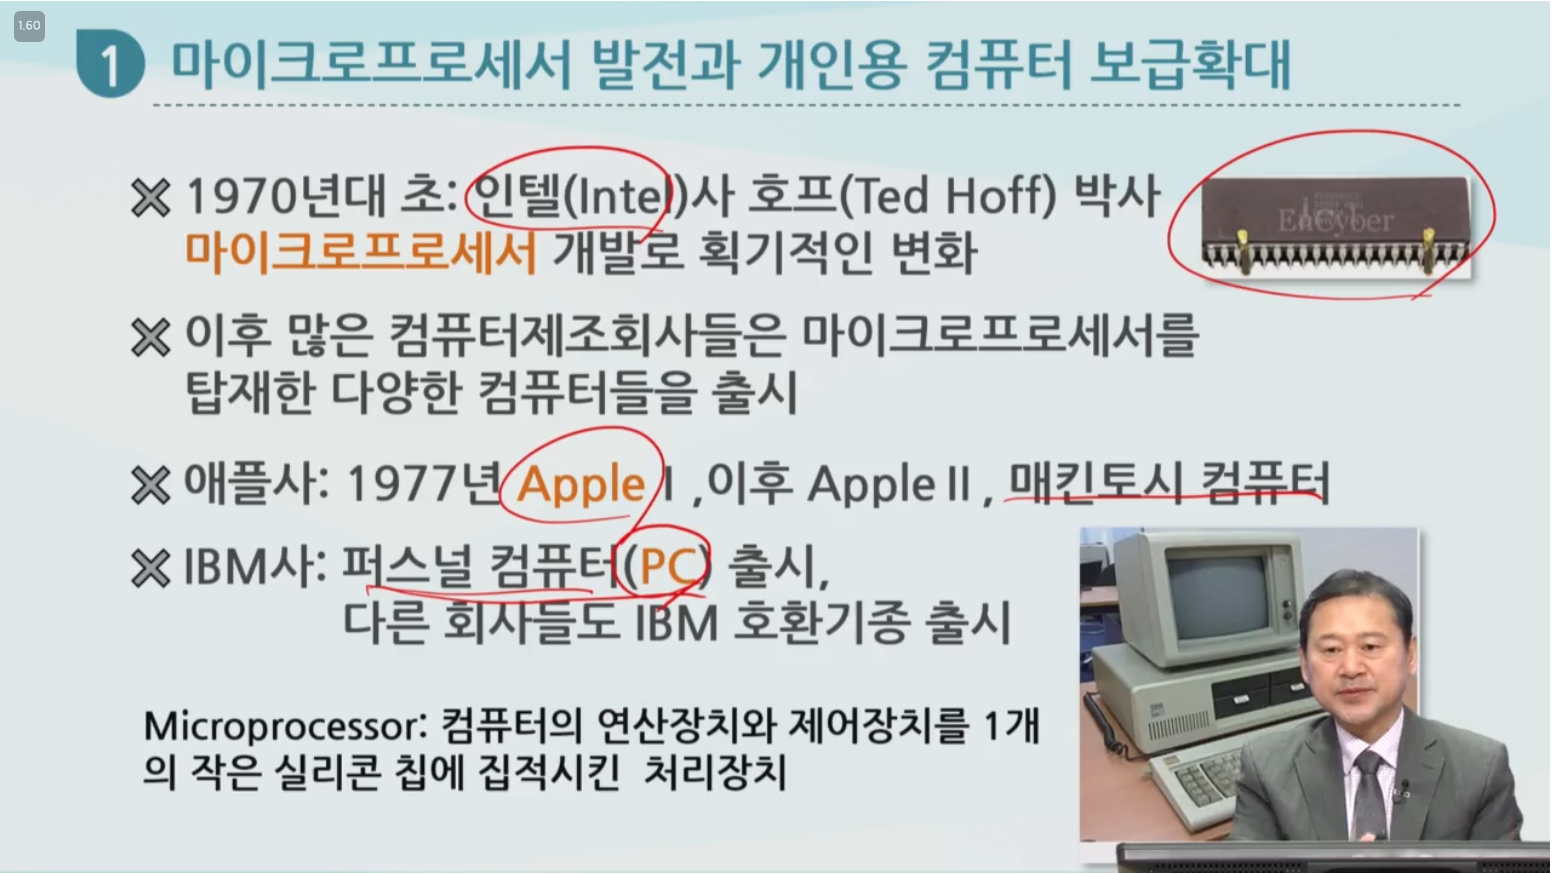 1.60
1 마이크로프로세서 발전과 개인용 컴퓨터 보급확대
1970년대 초: 인텔(Intel)사 호프(Ted Hoff) 박사
마이크로프로세서 개발로 획기적인 변화
EnCyber
이후 많은 컴퓨터제조회사들은 마이크로프로세서를
탑재한 다양한 컴퓨터들을 출시
애플사: 1977년 Apple I ,이후 Apple II , 매킨토시 컴퓨터
IBM사: 퍼스널 컴퓨터(PC) 출시,
다른 회사들도 IBM 호환기종 출시
Microprocessor: 컴퓨터의 연산장치와 제어장치를 1개
의 작은 실리콘 칩에 집적시킨 처리장치